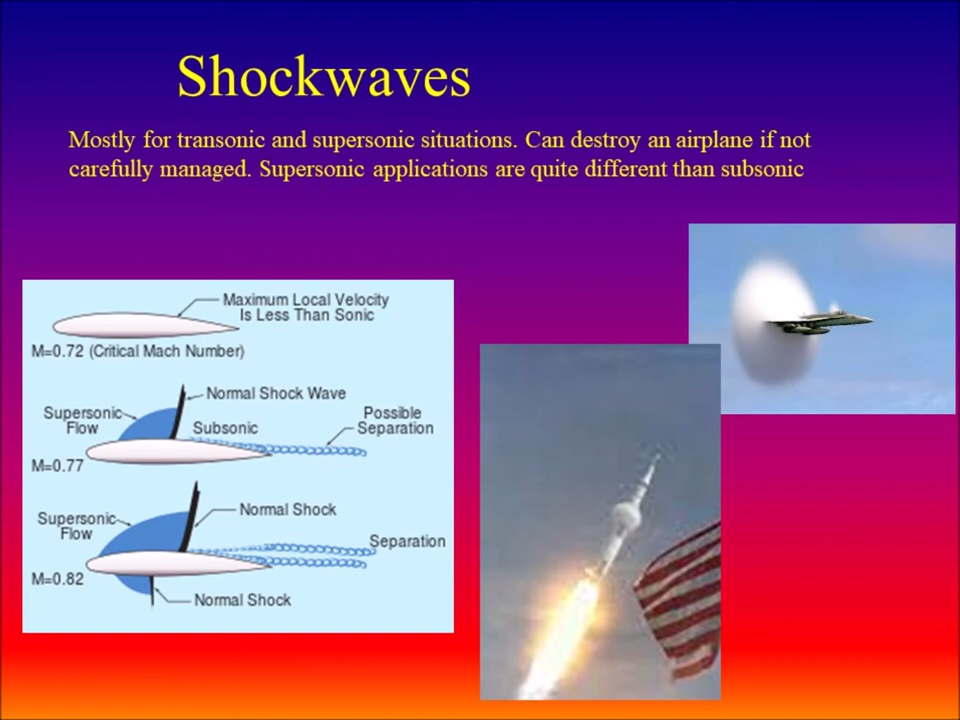 Shockwaves
Mostly for transonic and supersonic situations. Can destroy an airplane if not
carefully managed. Supersonic applications are quite different than subsonic
Maximum Local Velocity
Is Less Than Sonic
M=0.72 (Critical Mach Number)
Normal Shock Wave
Supersonic
Flow
Subsonic
Possible
Separation
M=0.77
Normal Shock
Supersonic
Flow
Separation
M=0.82
Normal Shock